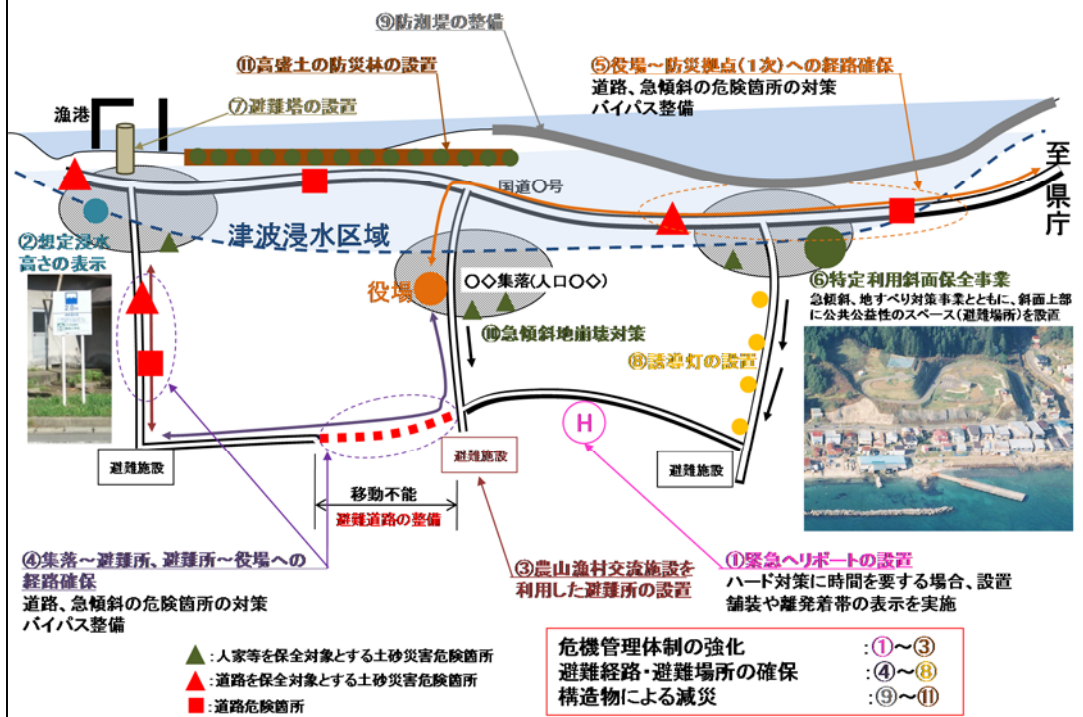 ⑨防潮堤の整備
⑪高盛土の防災林の設置
⑤役場～防災拠点(1次)への経路確保
道路、急傾斜の危険箇所の対策
バイパス整備
漁港
⑦避難塔の設置
至県庁
国道〇号
津波浸水区域
②想定浸水
高さの表示
役場
〇◇集落(人口〇◇)
⑥特定利用斜面保全事業
急傾斜、地すべり対策事業とともに、斜面上部
に公共公益性のスペース(避難場所)を設置
⑩急傾斜地崩壊対策
⑧誘導灯の設置
H
避難施設
避難施設
避難施設
移動不能
避難道路の整備
④集落～避難所、避難所～役場への
経路確保
道路、急傾斜の危険箇所の対策
バイパス整備
③農山漁村交流施設を
利用した避難所の設置
①緊急ヘリポートの設置
ハード対策に時間を要する場合、設置
舗装や離発着帯の表示を実施
▲:人家等を保全対象とする土砂災害危険箇所
▲:道路を保全対象とする土砂災害危険箇所
■:道路危険箇所
危機管理体制の強化 :①～③
避難経路・避難場所の確保 :④～⑧
構造物による減災 :⑨～⑪